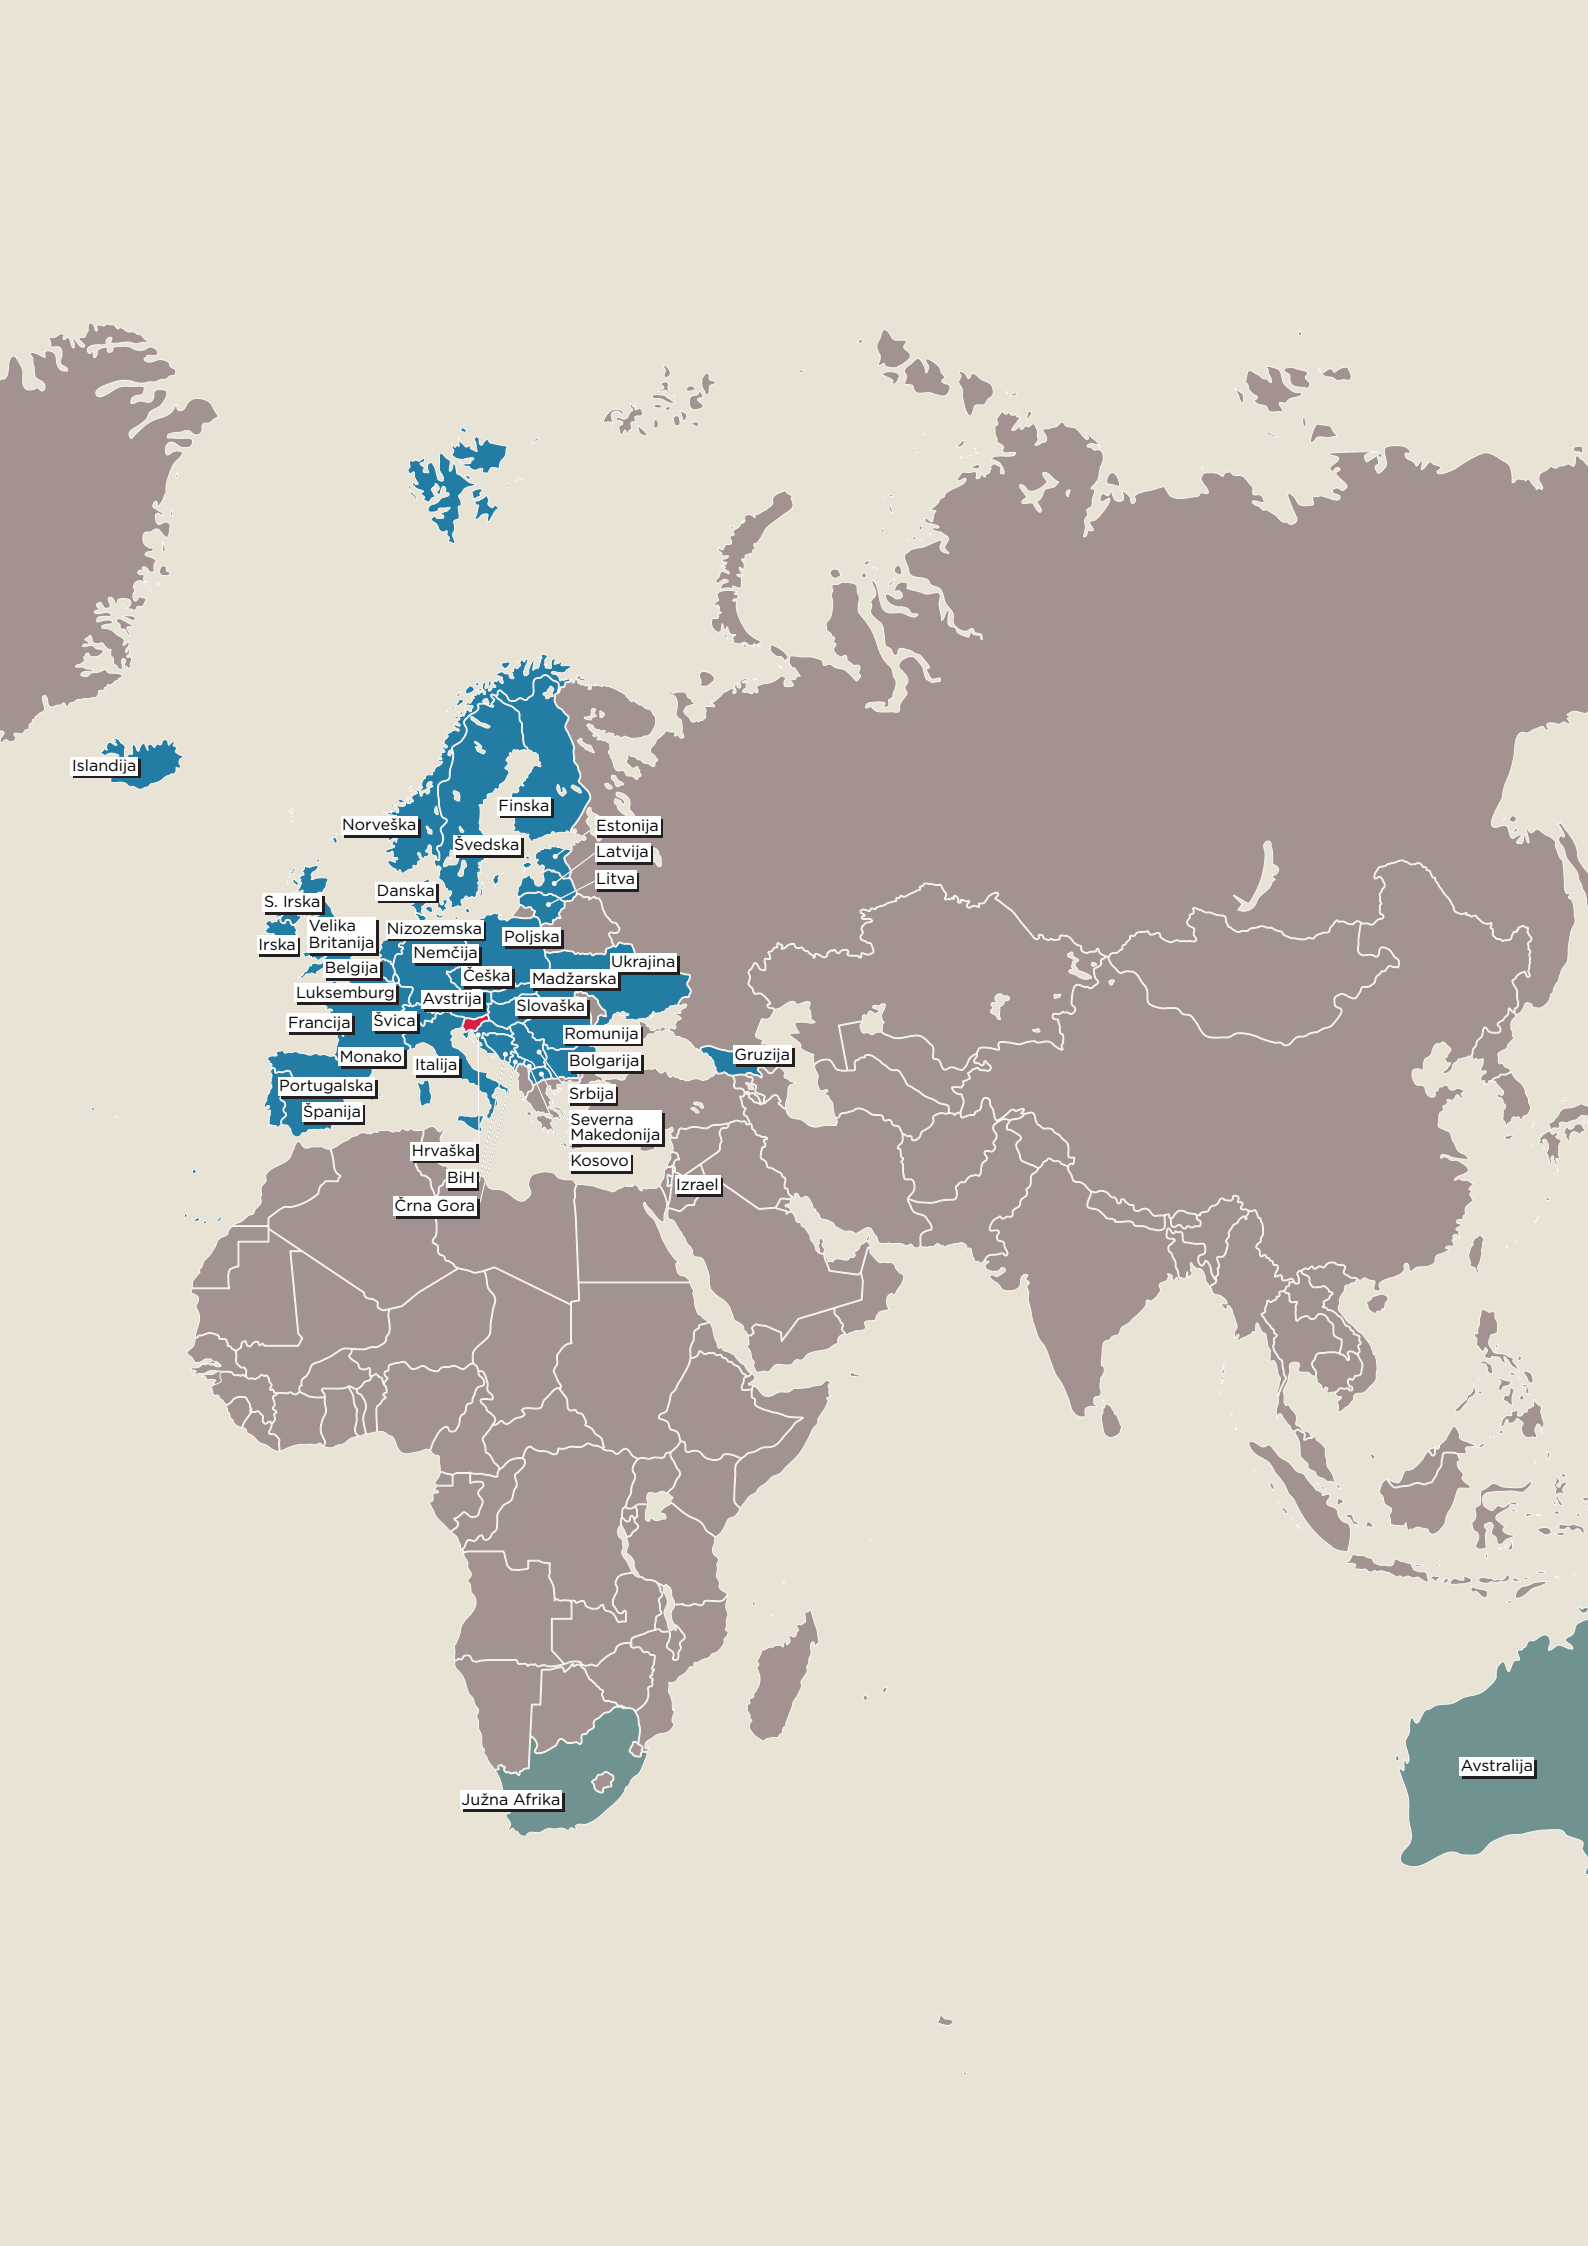 Islandija
Finska
Norveška
Estonija
Švedska
Latvija
Litva
Danska
S. Irska
Velika
Britanija
Nizozemska
Poljska
Irska
Nemčija
Ukrajina
Belgija
Češka
Madžarska
Luksemburg
Avstrija
Slovaška
Francija
Švica
Romunija
Monako
Italija
Bolgarija
Gruzija
Portugalska
Srbija
Španija
Severna
Makedonija
Hrvaška
Kosovo
BiH
Izrael
Črna Gora
Avstralija
Južna Afrika